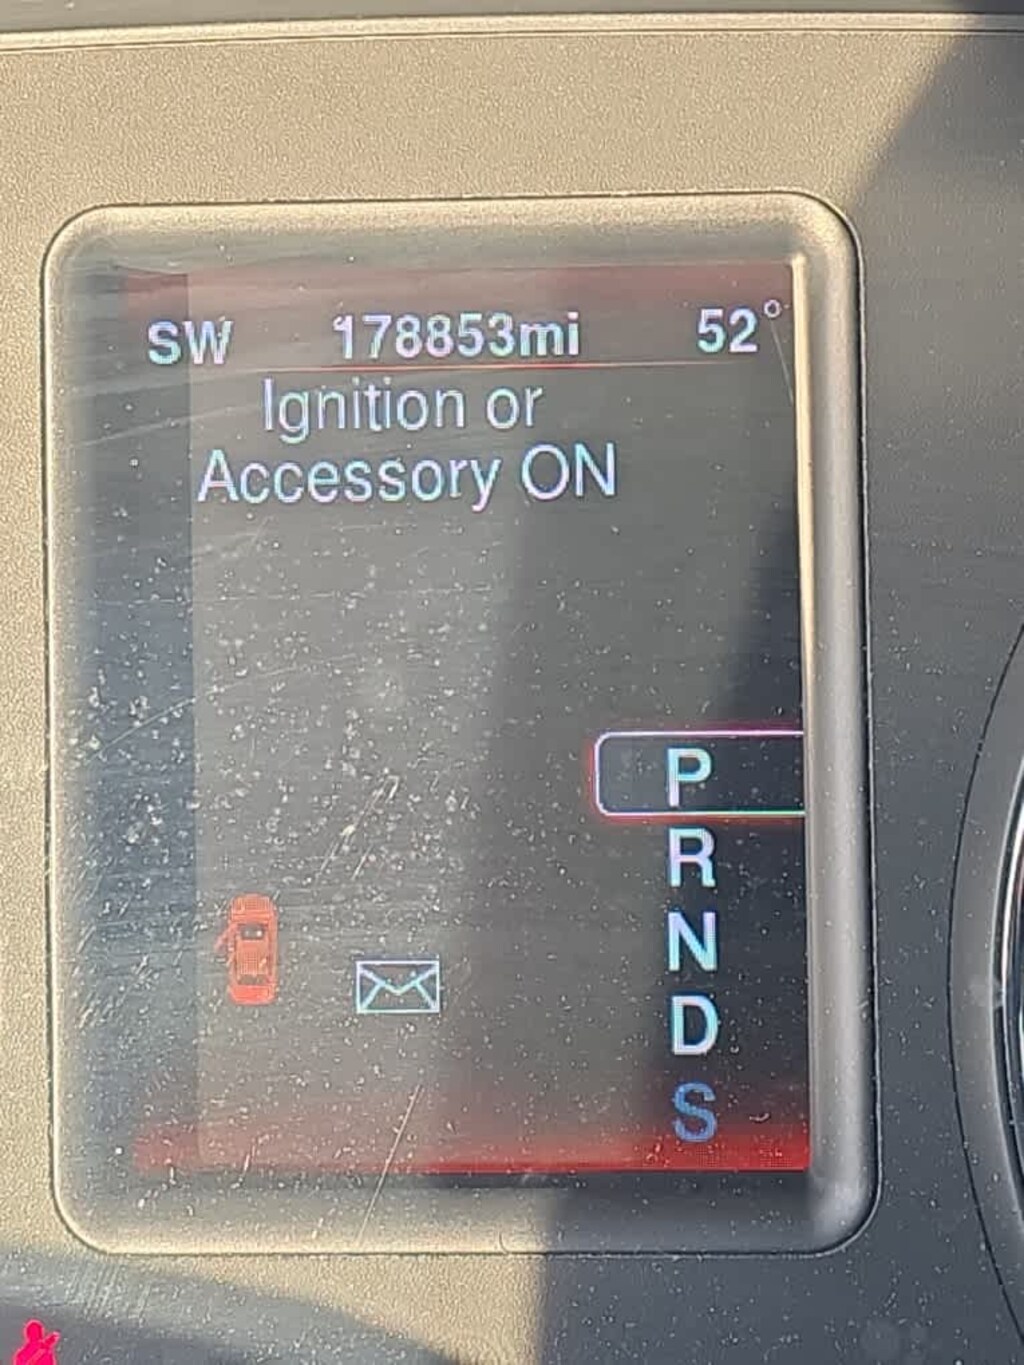 SW 178853mi 52°
Ignition or
Accessory ON
P
R
N
D
S